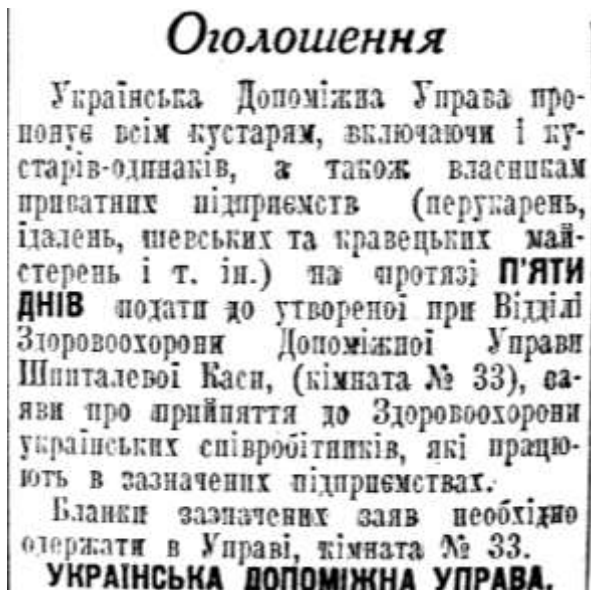 Оголошення
Українська Допоміжна Управа про-
понує всім кустарям, включаючи і ку-
старів-одинаків, а також власникам
приватних підприємств (перукарень,
їдалень, шевських та кравецьких май-
стерень і т. ін.) на протязі П'ЯТИ
ДНІВ подати до утвореної при Відділі
Здоровоохорони Допоміжної Управи
Шпиталевої Каси, (кімната № 33), за-
яви про прийняття до Здоровоохорони
українських співробітників, які працю-
ють в зазначених підприємствах.
Бланки зазначених заяв необхідно
одержати в Управі, кімната № 33.
УКРАЇНСЬКА ДОПОМІЖНА УПРАВА.